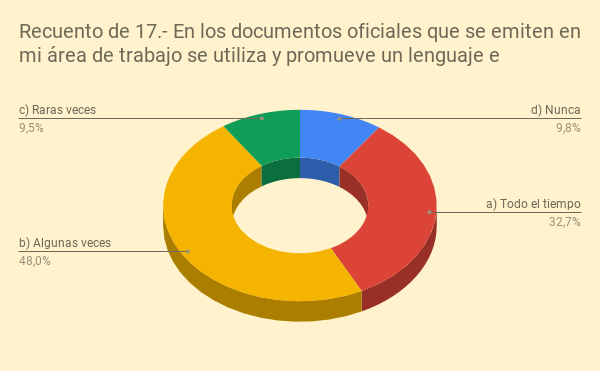 Recuento de 17.- En los documentos oficiales que se emiten en
mi área de trabajo se utiliza y promueve un lenguaje e
c) Raras veces
9,5%
d) Nunca
9,8%
a) Todo el tiempo
32,7%
b) Algunas veces
48,0%